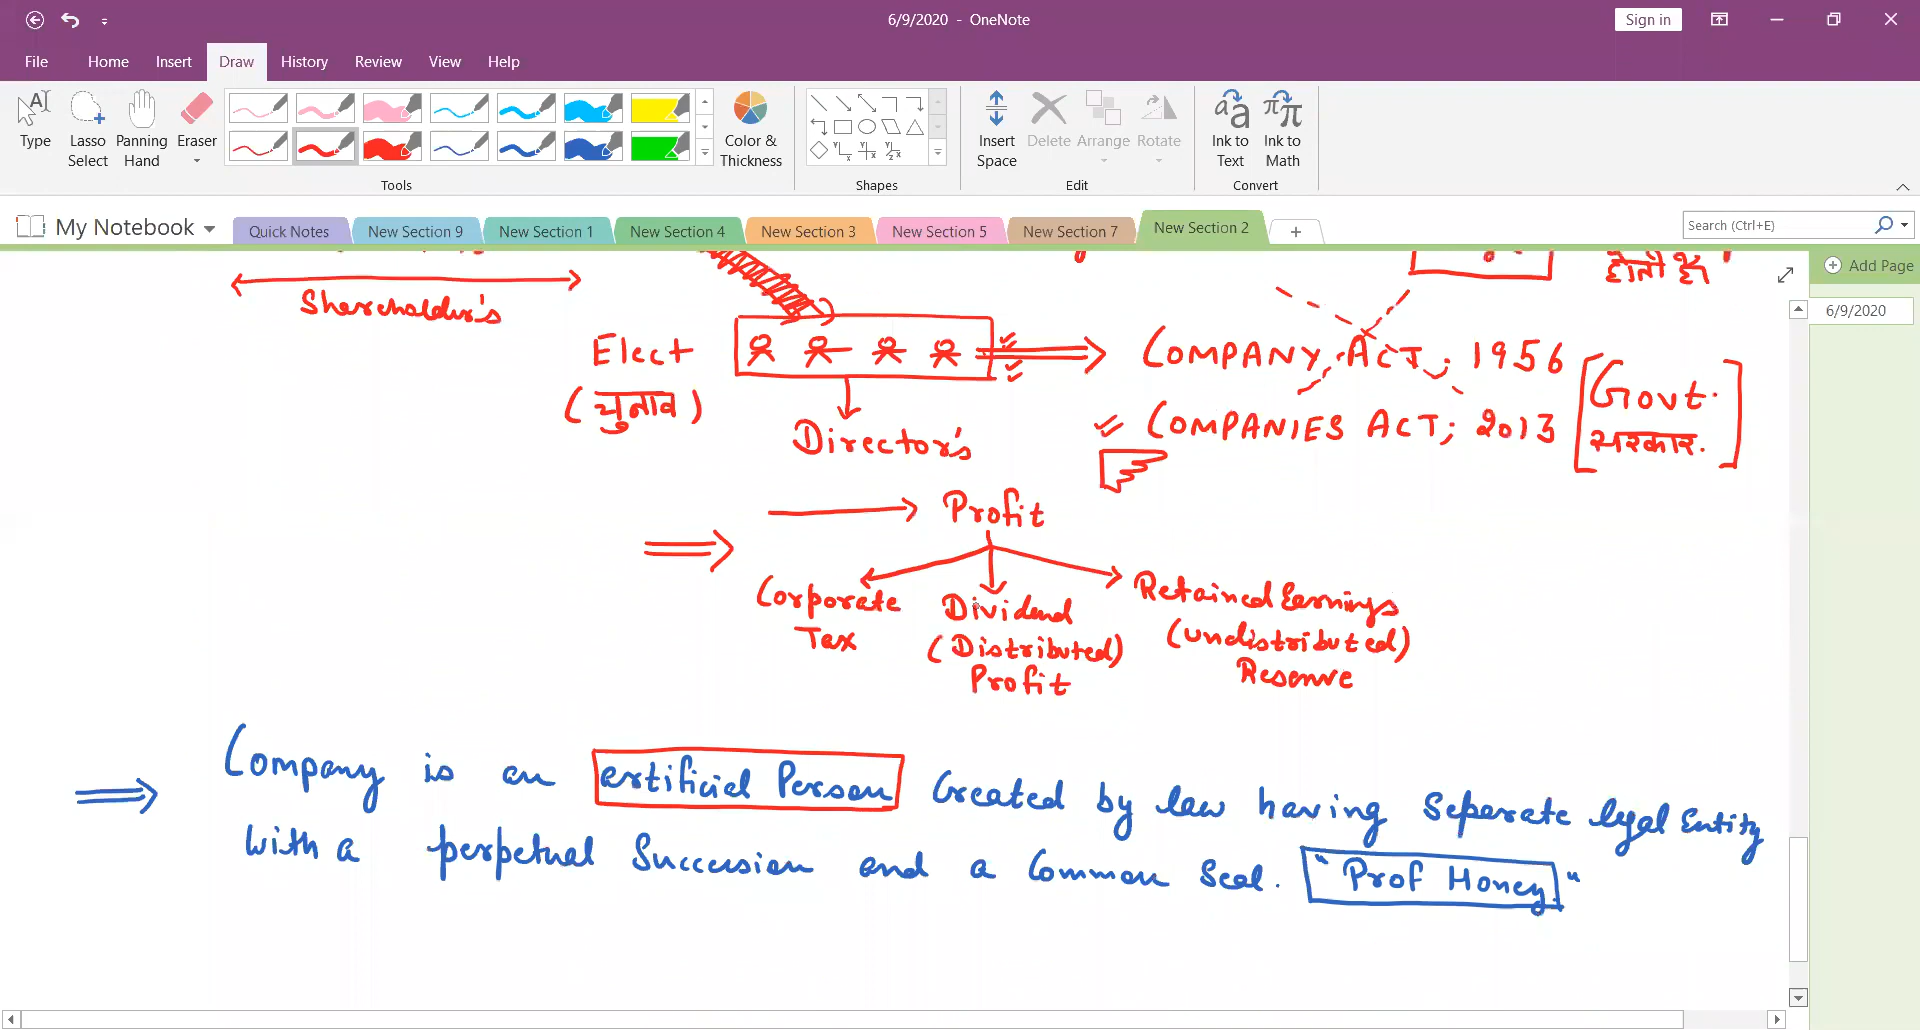 6/9/2020 - OneNote
Sign in
File Home Insert Draw History Review View Help
Type
Lasso Select
Panning Hand
Eraser
Color & Thickness
Insert Space
Delete
Arrange
Rotate
Ink to Text
Ink to Math
Tools
Shapes
Edit
Convert
My Notebook
Quick Notes
New Section 9
New Section 1
New Section 4
New Section 3
New Section 5
New Section 7
New Section 2
Search (Ctrl+E)
Add Page
6/9/2020
Shareholder's
Elect
(चुनाव)
Director's
COMPANY ACT; 1956
COMPANIES ACT; 2013
Govt.
सरकार.
Profit
Corporate
Tax
Dividend
(Distributed)
Profit
Retained Earnings
(undistributed)
Reserve
Company is an artificial Person Created by law having Seperate legal Entity
with a perpetual Succession and a Common Seal. "Prof Honey"